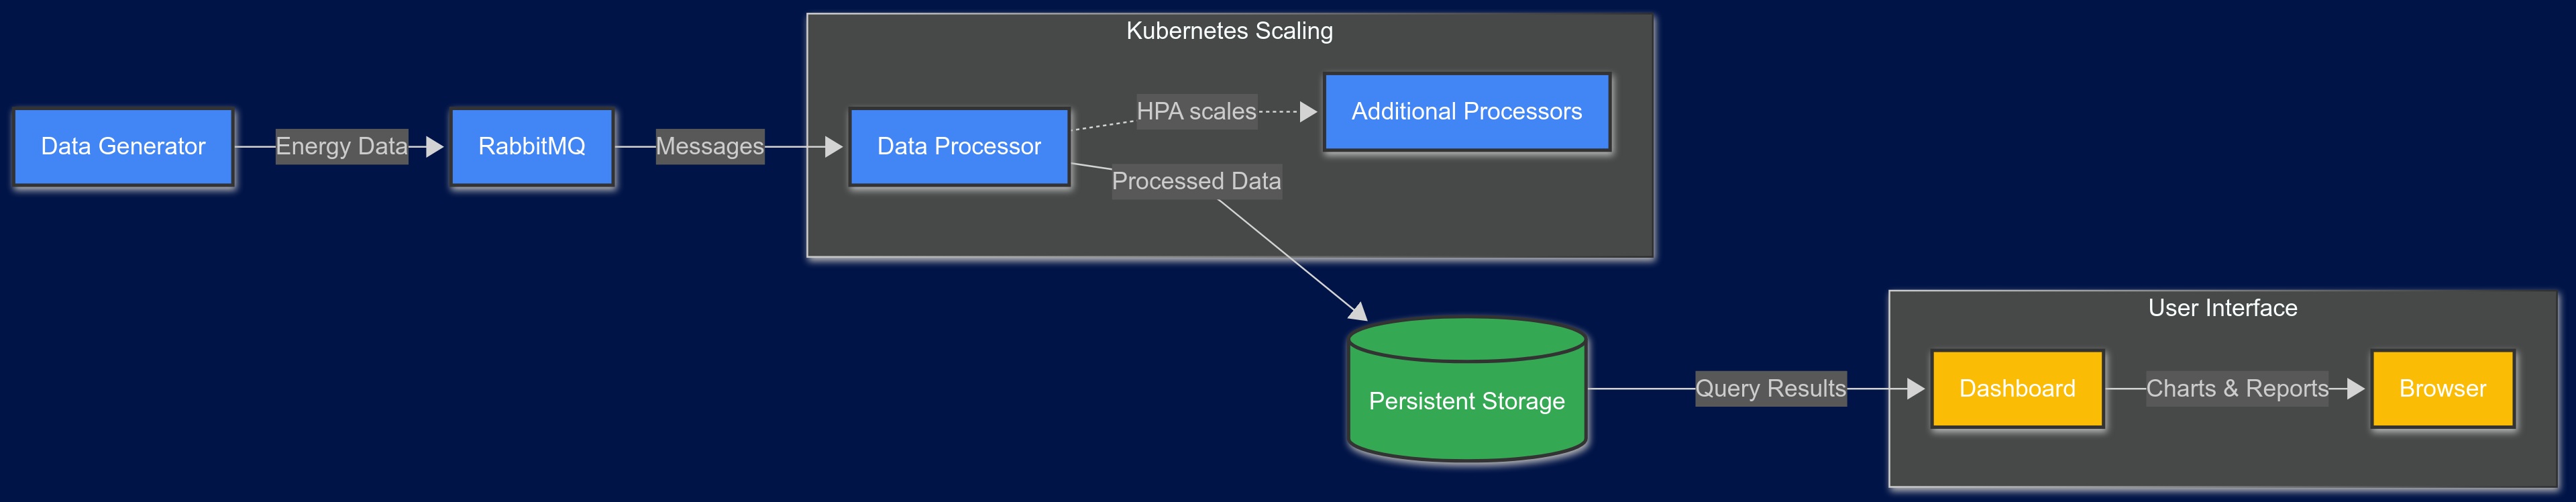 Kubernetes Scaling
Data Generator
Energy Data
RabbitMQ
Messages
Data Processor
HPA scales
Additional Processors
Processed Data
Persistent Storage
Query Results
User Interface
Dashboard
Charts & Reports
Browser